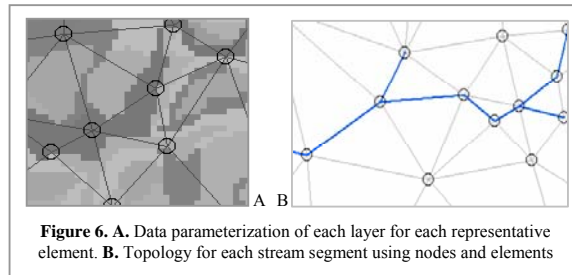 A B
Figure 6. A. Data parameterization of each layer for each representative
element. B. Topology for each stream segment using nodes and elements